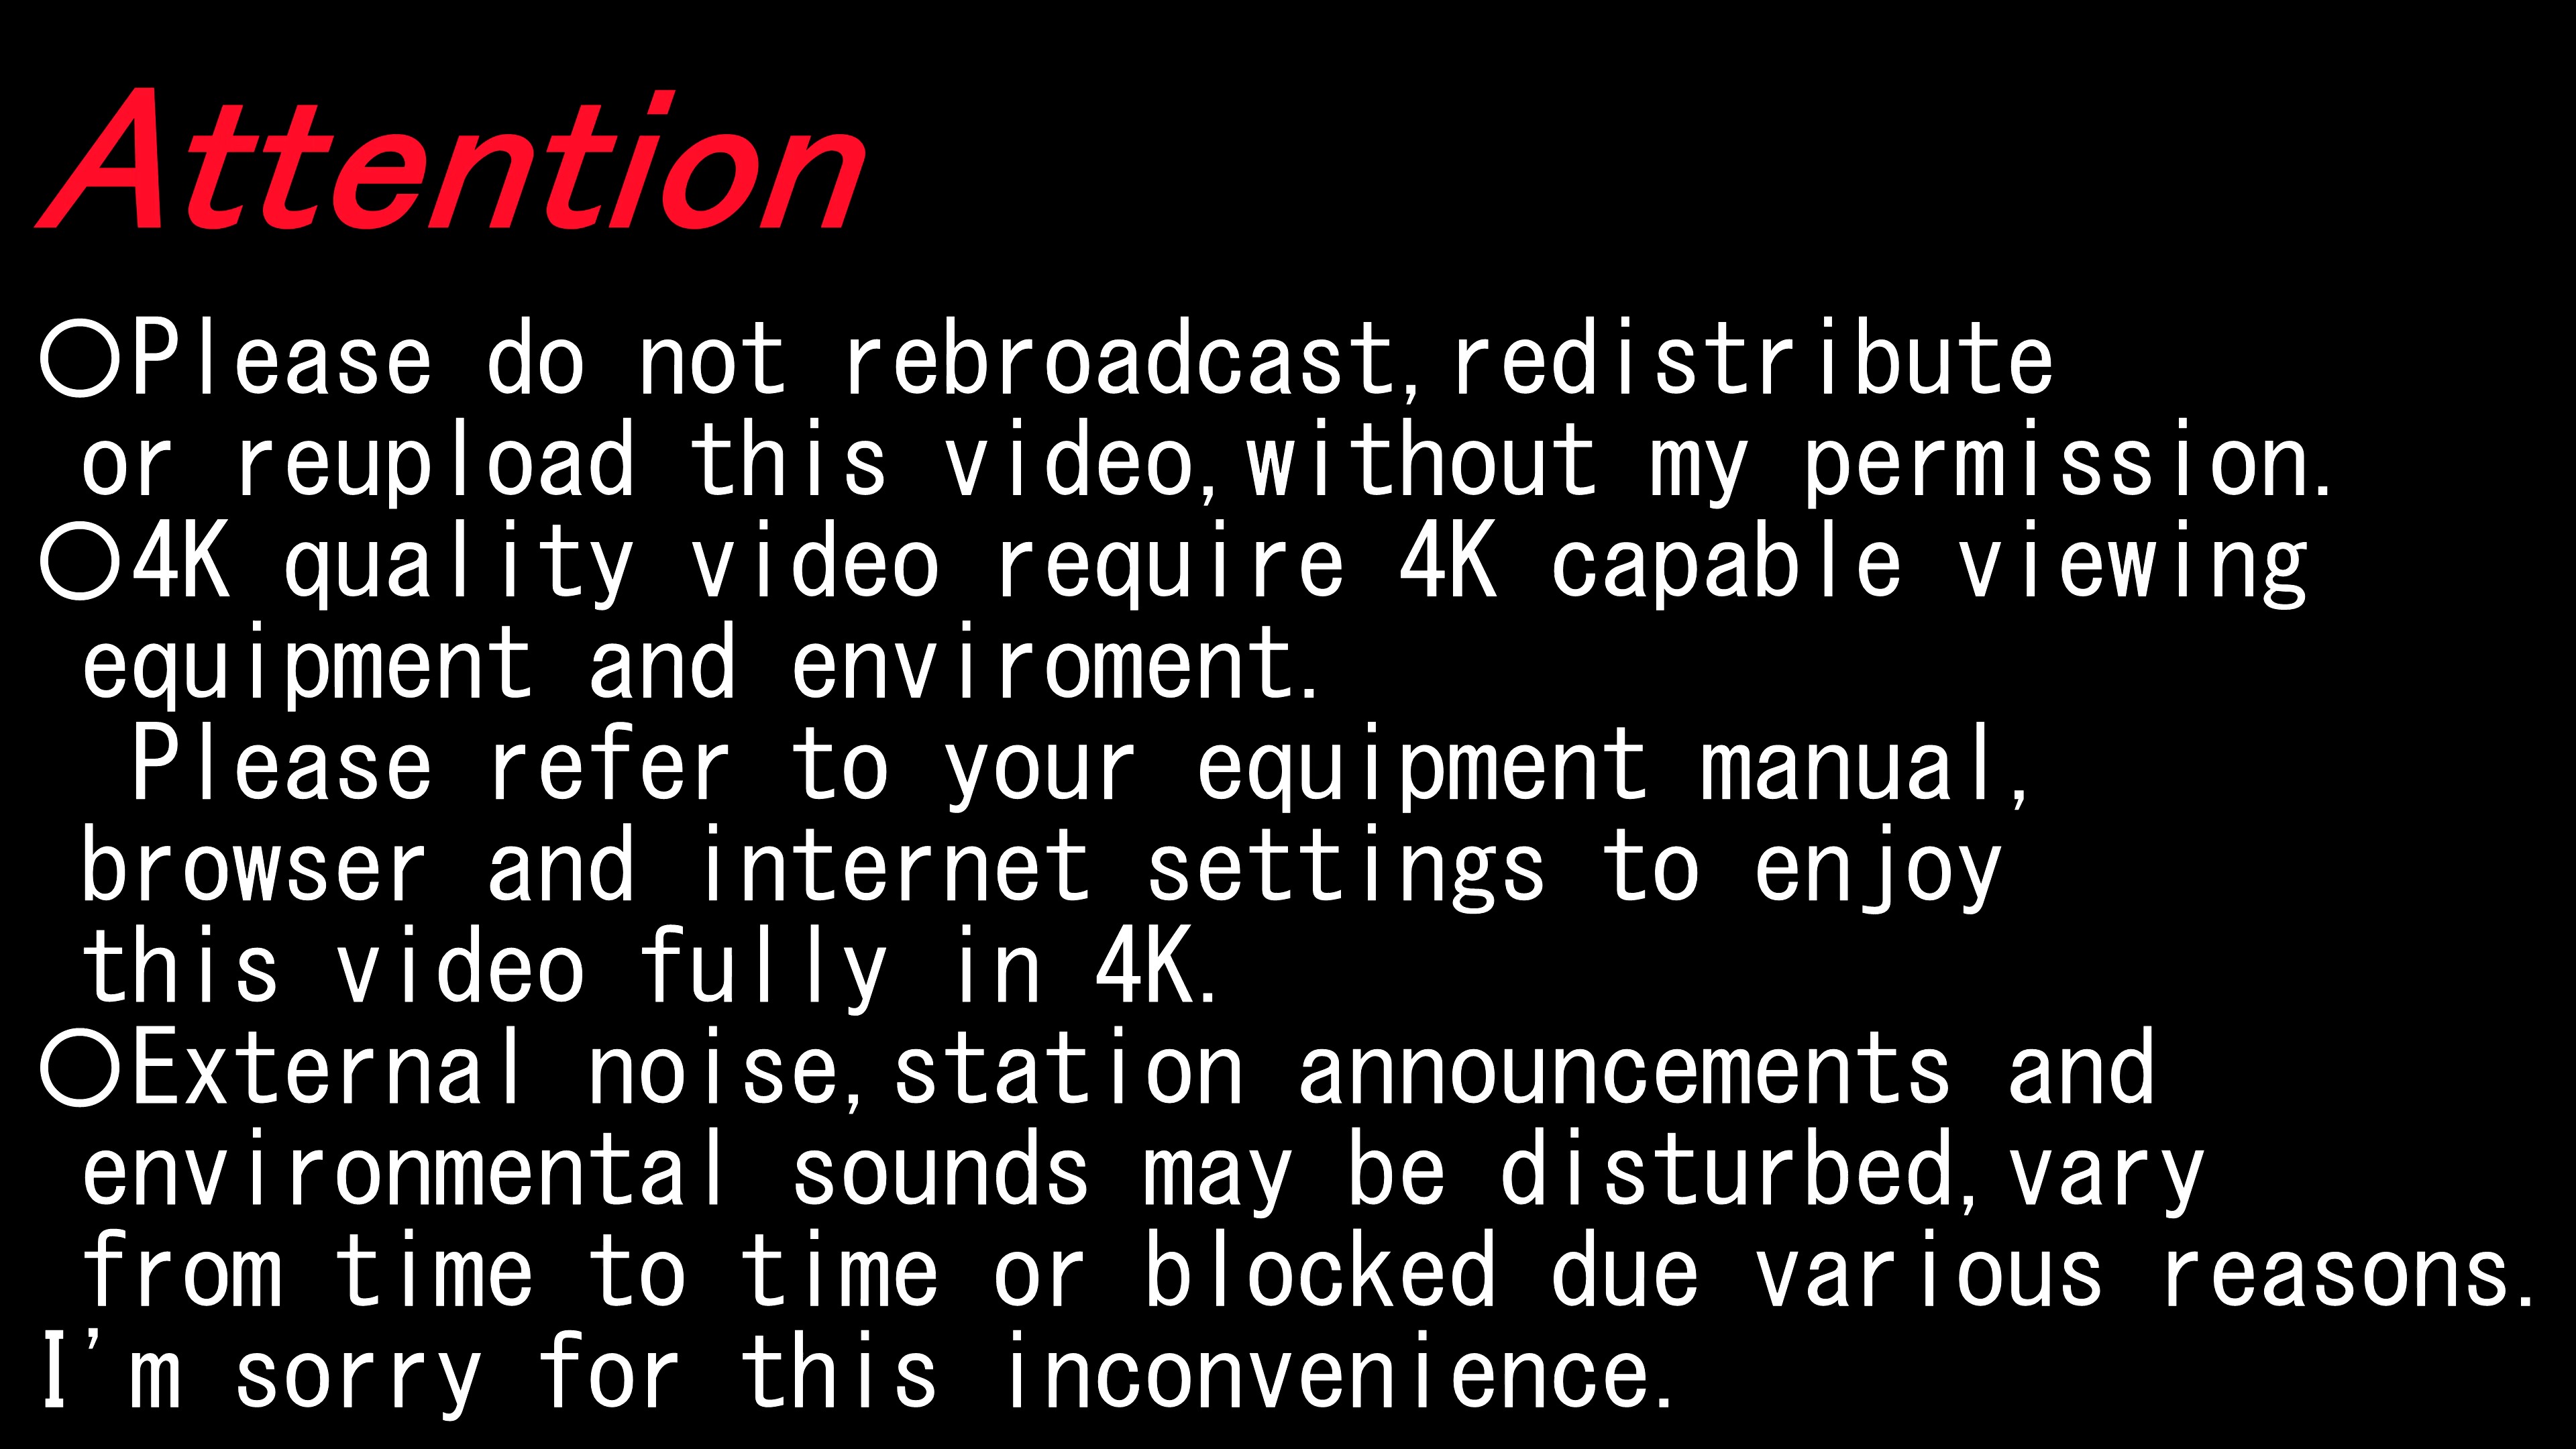 Attention
○Please do not rebroadcast,redistribute
or reupload this video,without my permission.
○4K quality video require 4K capable viewing
equipment and enviroment.
Please refer to your equipment manual,
browser and internet settings to enjoy
this video fully in 4K.
○External noise,station announcements and
environmental sounds may be disturbed,vary
from time to time or blocked due various reasons.
I'm sorry for this inconvenience.